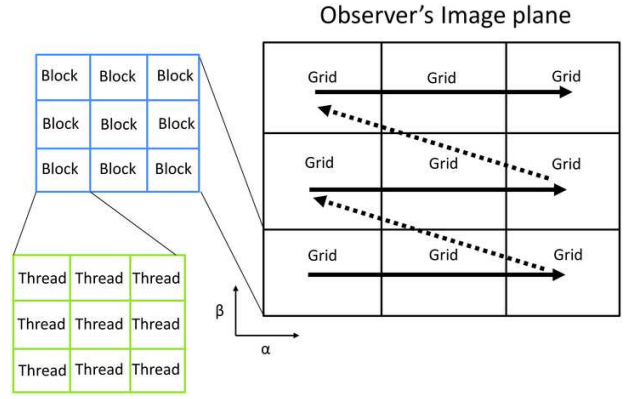 Observer's Image plane
Block Block Block
Block Block Block
Block Block Block
Grid Grid Grid
Grid Grid Grid
Grid Grid Grid
Thread Thread Thread
Thread Thread Thread
Thread Thread Thread
β
α